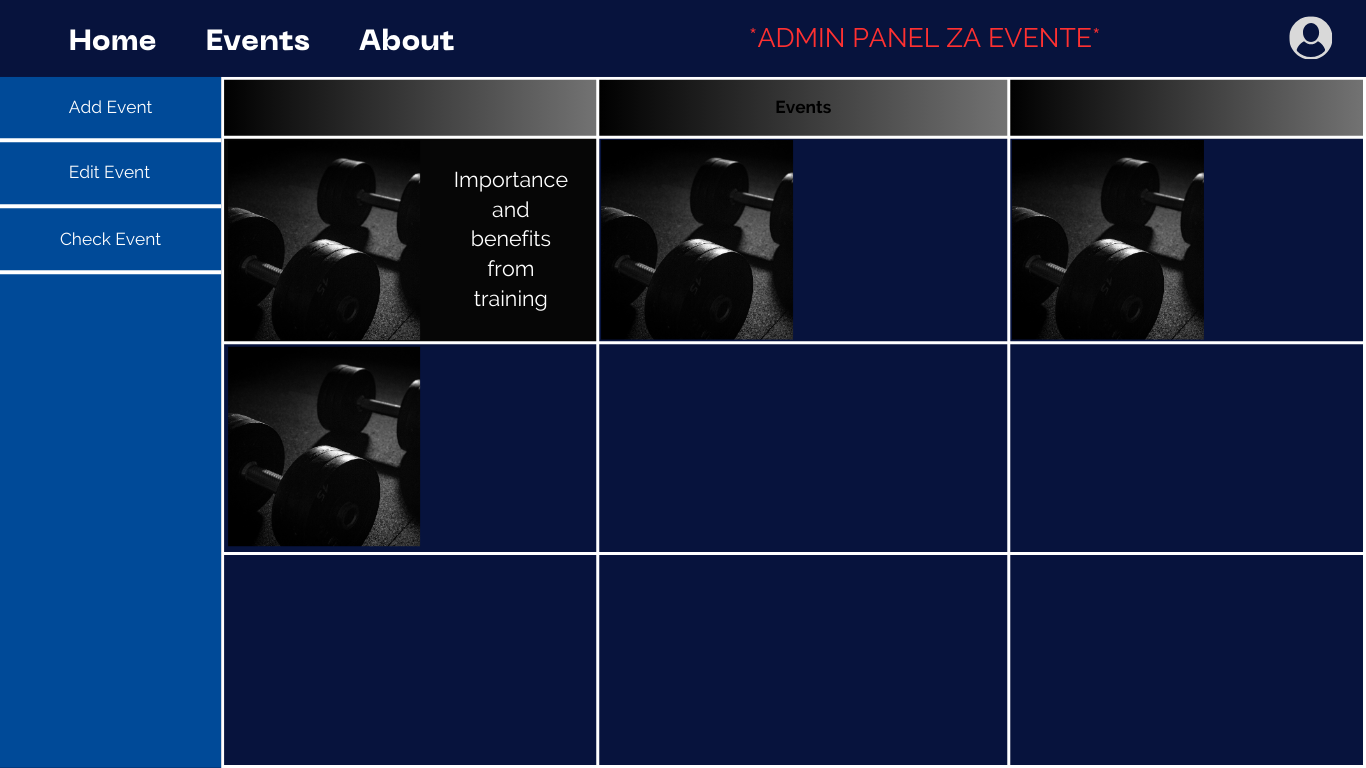 Home Events About *ADMIN PANEL ZA EVENTE*
Add Event
Edit Event
Check Event
Events
Importance
and
benefits
from
training